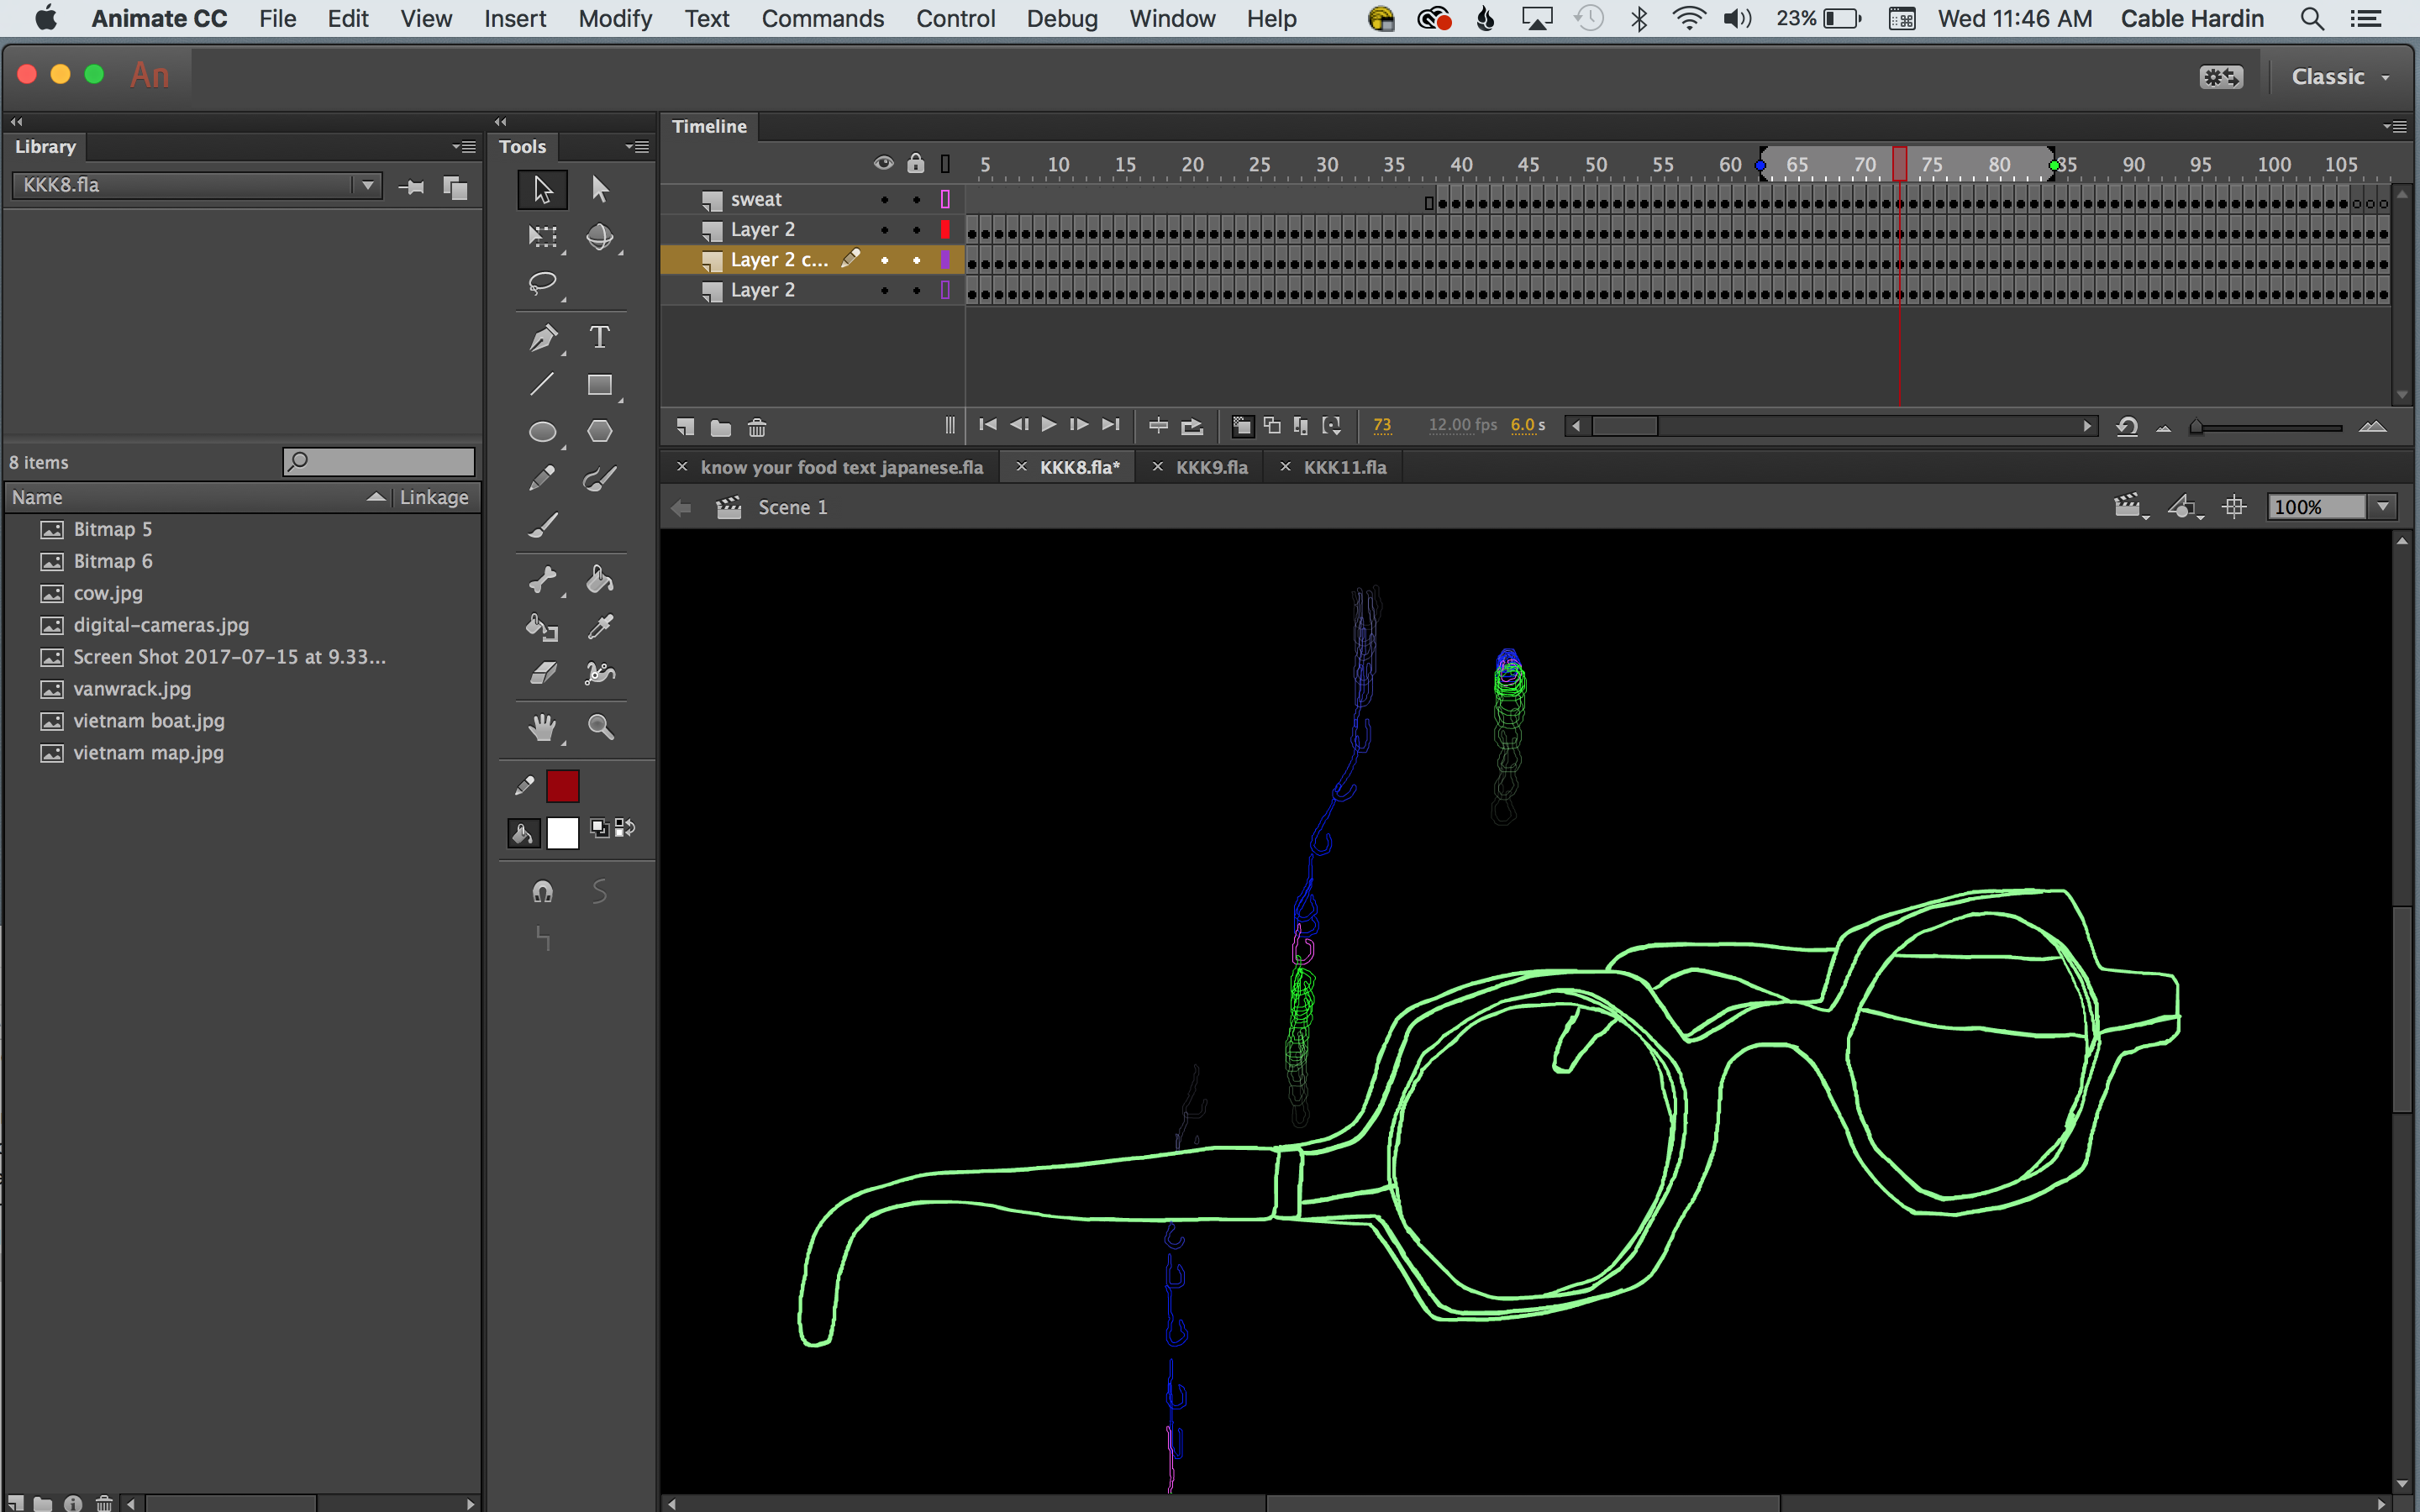 Animate CC File Edit View Insert Modify Text Commands Control Debug Window Help 23% Wed 11:46 AM Cable Hardin
An Classic
Timeline
Library Tools
5 10 15 20 25 30 35 40 45 50 55 60 65 70 75 80 85 90 95 100 105
KKK8.fla
sweat
Layer 2
Layer 2 c...
Layer 2
73 12.00 fps 6.0 s
8 items
know your food text japanese.fla KKK8.fla* KKK9.fla KKK11.fla
Name Linkage
Scene 1 100%
Bitmap 5
Bitmap 6
cow.jpg
digital-cameras.jpg
Screen Shot 2017-07-15 at 9.33...
vanwrack.jpg
vietnam boat.jpg
vietnam map.jpg